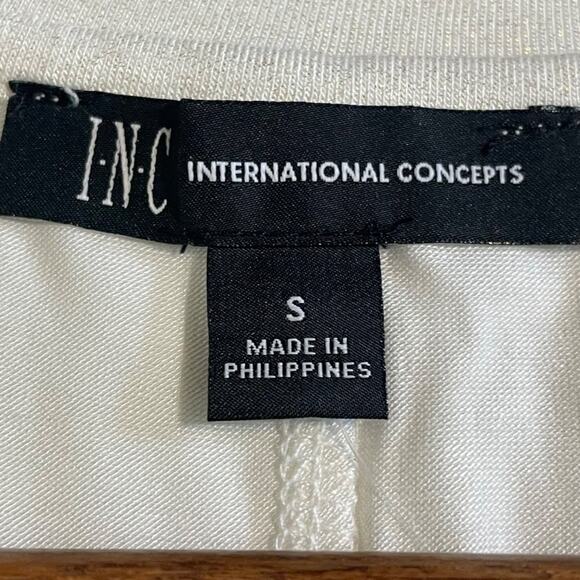 I·N·C INTERNATIONAL CONCEPTS
S
MADE IN
PHILIPPINES